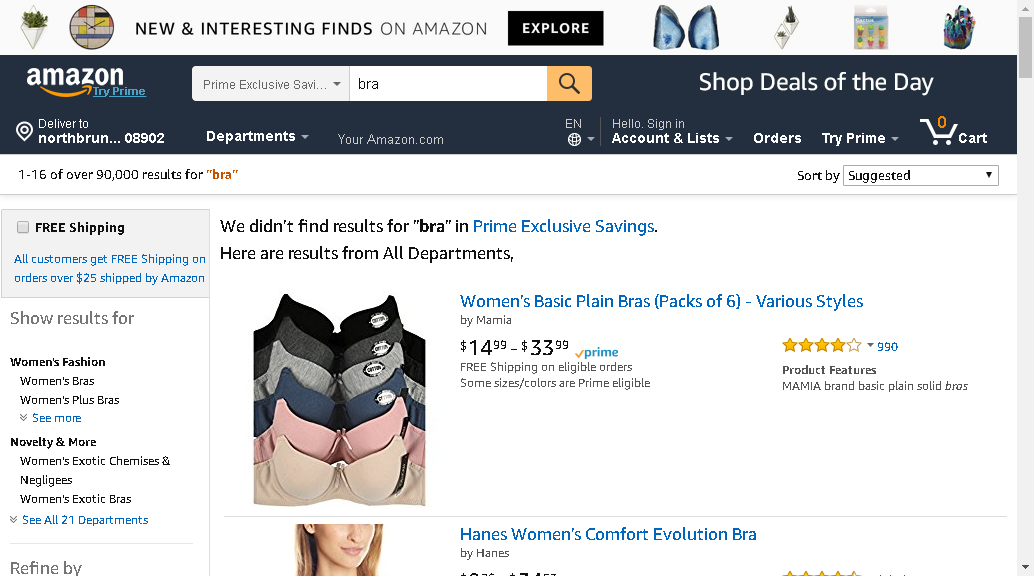 NEW & INTERESTING FINDS ON AMAZON
EXPLORE
amazon
Try Prime
Prime Exclusive Savi...
bra
Shop Deals of the Day
Deliver to
northbrun... 08902
Departments
Your Amazon.com
EN
Hello. Sign in
Account & Lists
Orders
Try Prime
0
Cart
1-16 of over 90,000 results for "bra"
Sort by Suggested
FREE Shipping
All customers get FREE Shipping on
orders over $25 shipped by Amazon
Show results for
Women's Fashion
Women's Bras
Women's Plus Bras
See more
Novelty & More
Women's Exotic Chemises &
Negligees
Women's Exotic Bras
See All 21 Departments
Refine by
We didn't find results for "bra" in Prime Exclusive Savings.
Here are results from All Departments,
Women's Basic Plain Bras (Packs of 6) - Various Styles
by Mamia
$14.99 - $33.99 prime
FREE Shipping on eligible orders
Some sizes/colors are Prime eligible
990
Product Features
MAMIA brand basic plain solid bras
Hanes Women's Comfort Evolution Bra
by Hanes